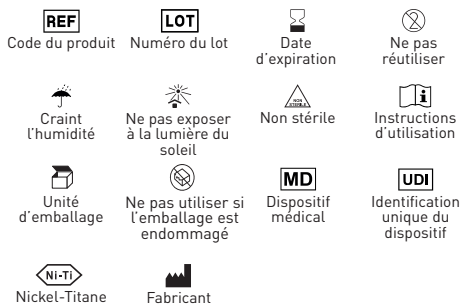 REF
Code du produit
LOT
Numéro du lot
Date
d'expiration
Ne pas
réutiliser
Craint
l'humidité
Ne pas exposer
à la lumière du
soleil
NON
STERILE
Non stérile
Instructions
d'utilisation
Unité
d'emballage
Ne pas utiliser si
l'emballage est
endommagé
MD
Dispositif
médical
UDI
Identification
unique du
dispositif
Ni-Ti
Nickel-Titane
Fabricant